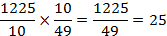 1225/10 × 10/49 = 1225/49 = 25